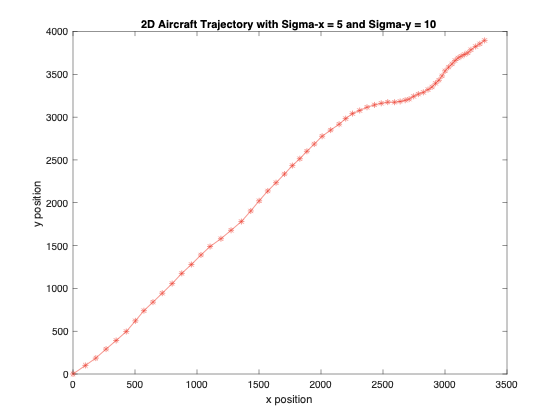 2D Aircraft Trajectory with Sigma-x = 5 and Sigma-y = 10
4000
3500
3000
2500
2000
1500
1000
500
0
y position
0 500 1000 1500 2000 2500 3000 3500
x position